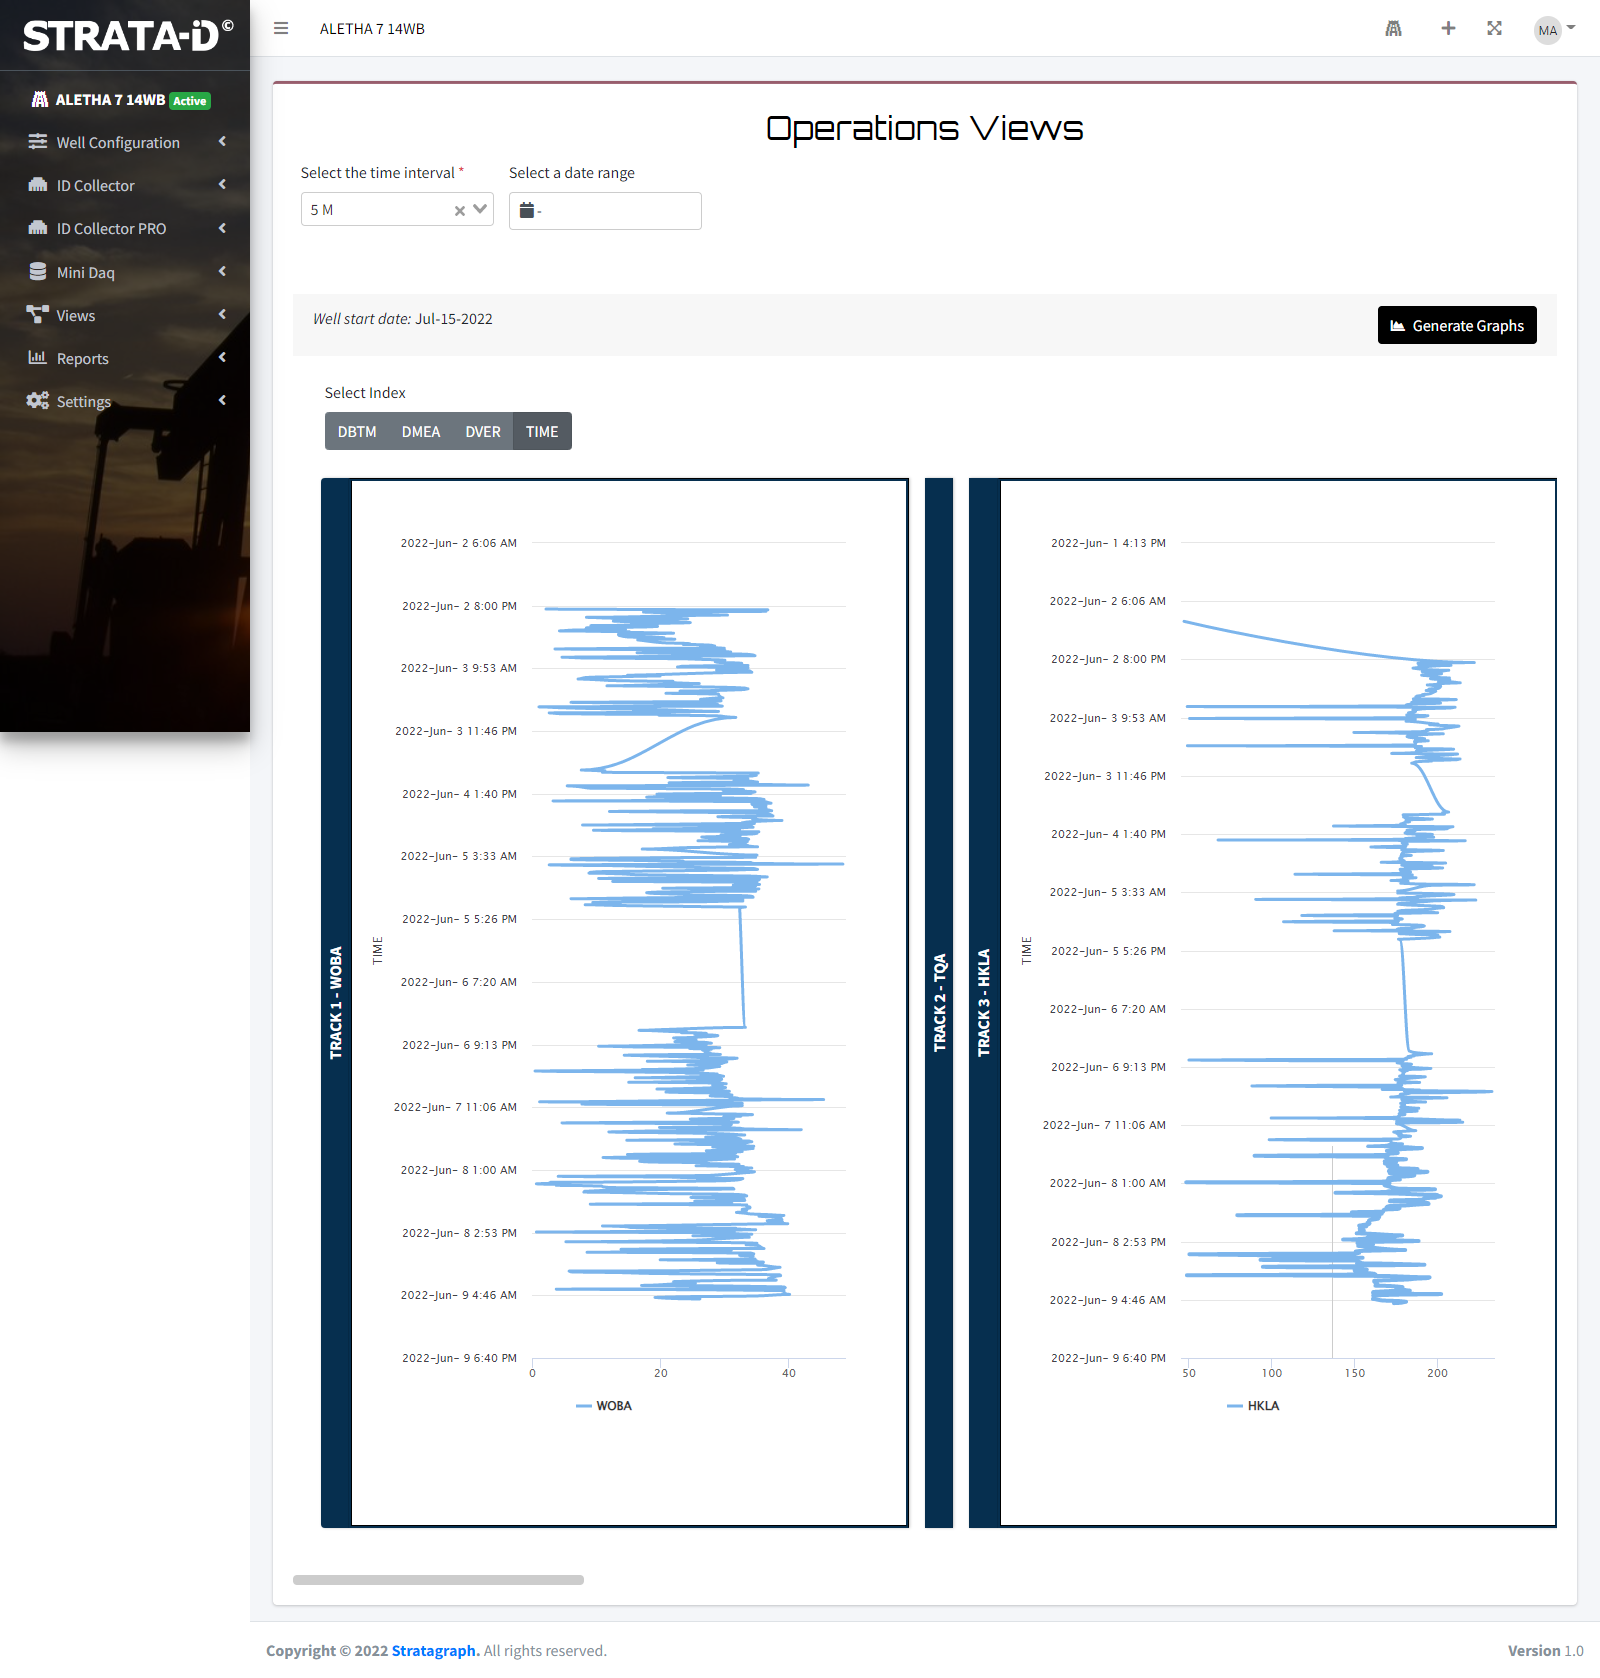 STRATA-iD©
ALETHA 7 14WB Active
Well Configuration
ID Collector
ID Collector PRO
Mini Daq
Views
Reports
Settings
ALETHA 7 14WB
MA
Operations Views
Select the time interval *
Select a date range
5 M
-
Well start date: Jul-15-2022
Generate Graphs
Select Index
DBTM DMEA DVER TIME
TRACK 1 - WOBA
TIME
2022-Jun- 2 6:06 AM
2022-Jun- 2 8:00 PM
2022-Jun- 3 9:53 AM
2022-Jun- 3 11:46 PM
2022-Jun- 4 1:40 PM
2022-Jun- 5 3:33 AM
2022-Jun- 5 5:26 PM
2022-Jun- 6 7:20 AM
2022-Jun- 6 9:13 PM
2022-Jun- 7 11:06 AM
2022-Jun- 8 1:00 AM
2022-Jun- 8 2:53 PM
2022-Jun- 9 4:46 AM
2022-Jun- 9 6:40 PM
0 20 40
WOBA
TRACK 2 - TQA
TRACK 3 - HKLA
TIME
2022-Jun- 1 4:13 PM
2022-Jun- 2 6:06 AM
2022-Jun- 2 8:00 PM
2022-Jun- 3 9:53 AM
2022-Jun- 3 11:46 PM
2022-Jun- 4 1:40 PM
2022-Jun- 5 3:33 AM
2022-Jun- 5 5:26 PM
2022-Jun- 6 7:20 AM
2022-Jun- 6 9:13 PM
2022-Jun- 7 11:06 AM
2022-Jun- 8 1:00 AM
2022-Jun- 8 2:53 PM
2022-Jun- 9 4:46 AM
2022-Jun- 9 6:40 PM
50 100 150 200
HKLA
Copyright © 2022 Stratagraph. All rights reserved.
Version 1.0